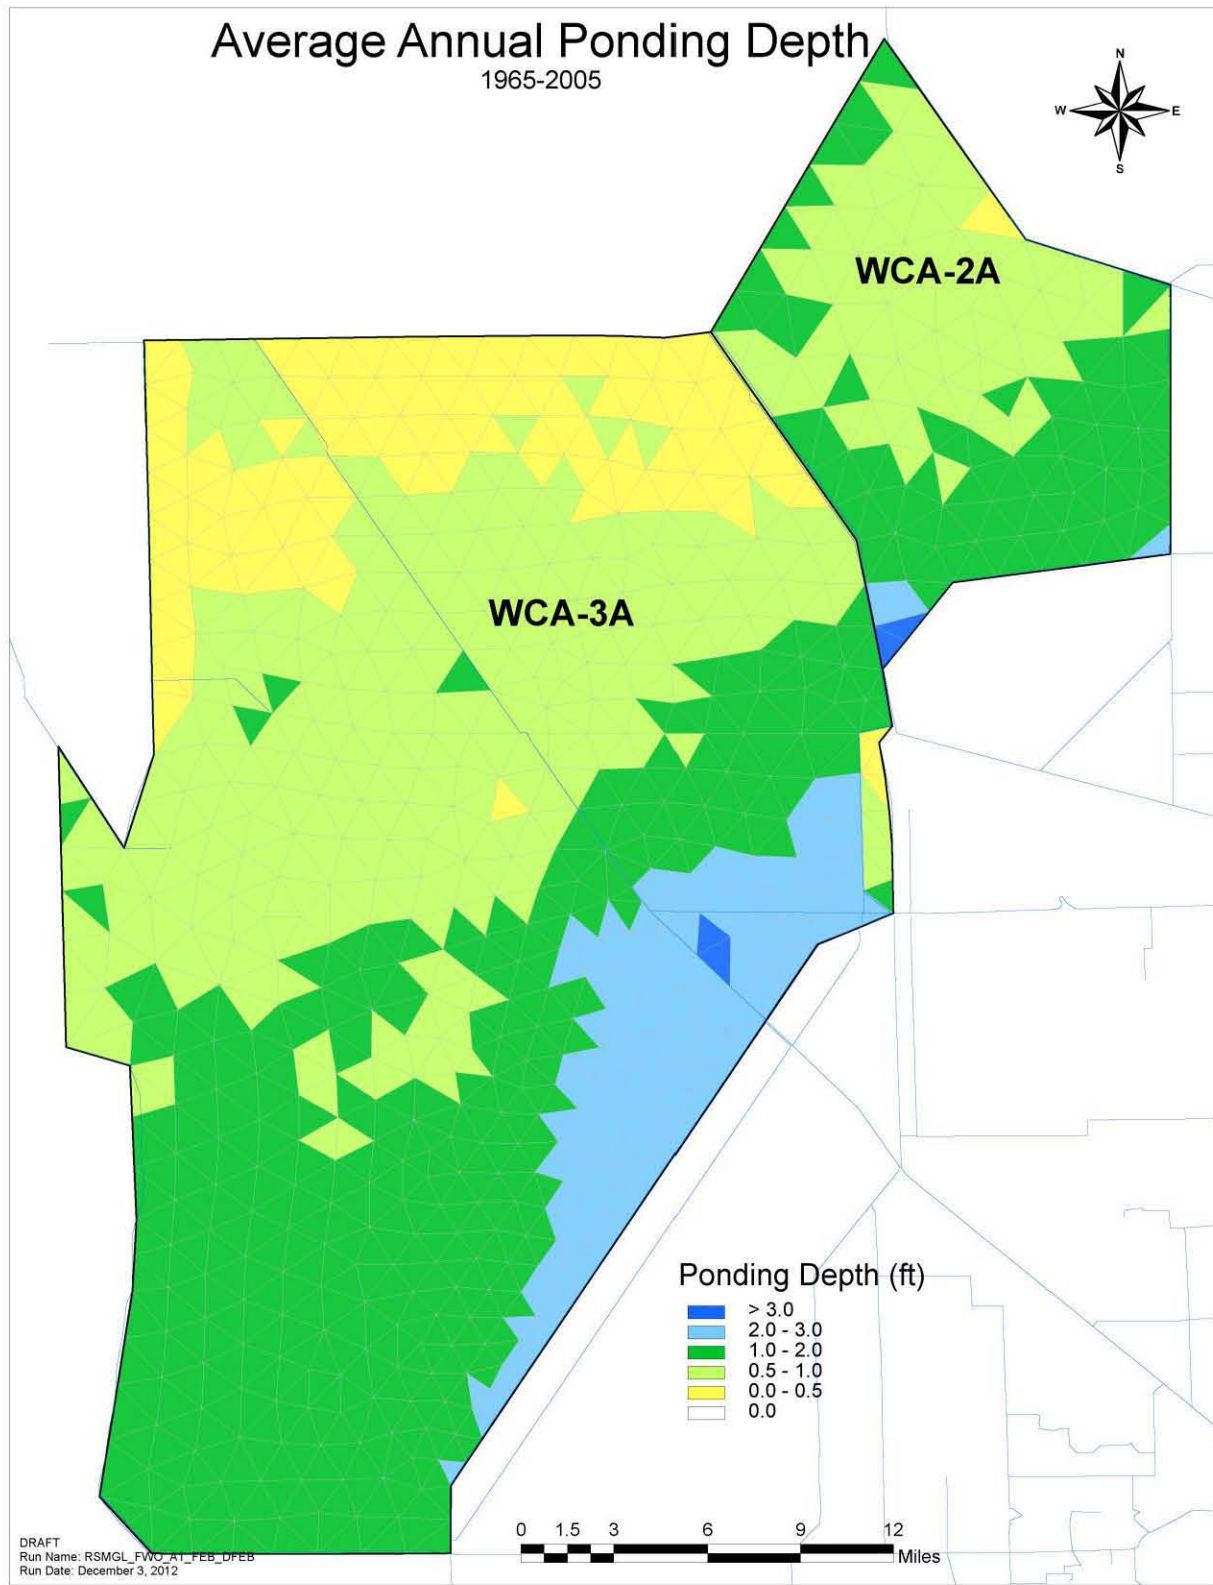 Average Annual Ponding Depth
1965-2005
N
W E
S
WCA-2A
WCA-3A
Ponding Depth (ft)
> 3.0
2.0 - 3.0
1.0 - 2.0
0.5 - 1.0
0.0 - 0.5
0.0
0 1.5 3 6 9 12
Miles
DRAFT
Run Name: RSMGL_FWO_A1_FEB_DFEB
Run Date: December 3, 2012